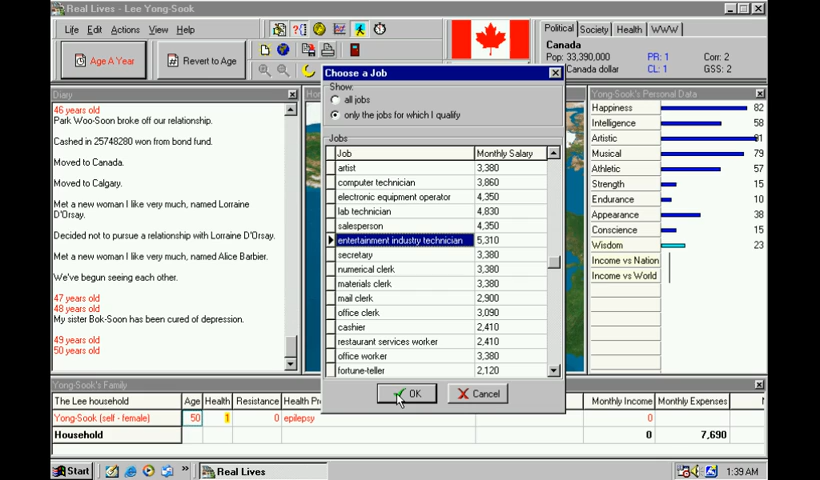 Real Lives - Lee Yong-Sook
Life Edit Actions View Help
Age A Year
Revert to Age
Political Society Health WWW
Canada
Pop: 33,390,000 PR: 1 Corr: 2
Canadian dollar CL: 1 GSS: 2
Diary
46 years old
Park Woo-Soon broke off our relationship.
Cashed in 25748280 won from bond fund.
Moved to Canada.
Moved to Calgary.
Met a new woman I like very much, named Lorraine
D'Orsay.
Decided not to pursue a relationship with Lorraine D'Orsay.
Met a new woman I like very much, named Alice Barbier.
We've begun seeing each other.
47 years old
48 years old
My sister Bok-Soon has been cured of depression.
49 years old
50 years old
Choose a Job
Show:
all jobs
only the jobs for which I qualify
Jobs
Job Monthly Salary
artist 3,380
computer technician 3,860
electronic equipment operator 4,350
lab technician 4,830
salesperson 4,350
entertainment industry technician 5,310
secretary 3,380
numerical clerk 3,380
materials clerk 3,380
mail clerk 2,900
office clerk 3,090
cashier 2,410
restaurant services worker 2,410
office worker 3,380
fortune-teller 2,120
OK Cancel
Yong-Sook's Personal Data
Happiness 82
Intelligence 58
Artistic 91
Musical 79
Athletic 57
Strength 15
Endurance 10
Appearance 38
Conscience 15
Wisdom 23
Income vs Nation
Income vs World
Yong-Sook's Family
The Lee household Age Health Resistance Monthly Income Monthly Expenses
Yong-Sook (self - female) 50 1 0 epilepsy 0
Household 0 7,690
Start Real Lives 1:39 AM